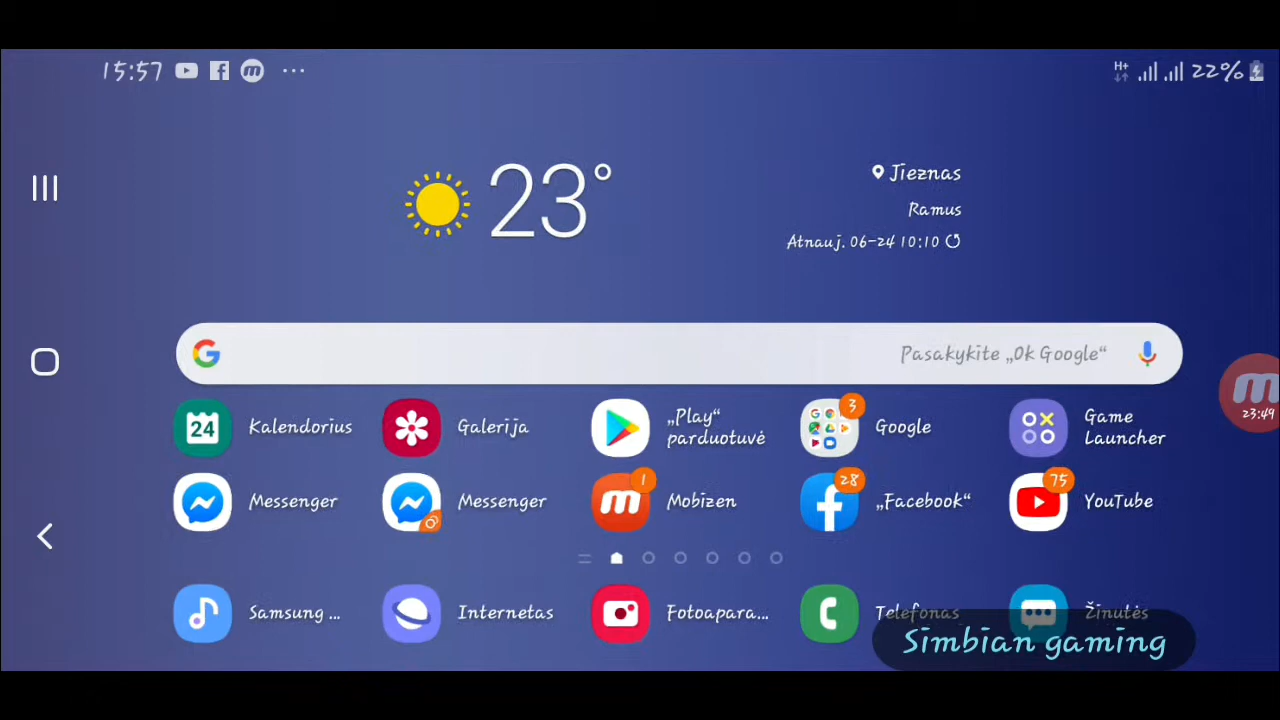 15:57
H+ 22%
23°
Jieznas
Ramus
Atnauj. 06-24 10:10
Pasakykite „Ok Google“
23:49
24 Kalendorius
Galerija
„Play“
parduotuvė
3 Google
Game
Launcher
Messenger
Messenger
1 Mobizen
28 „Facebook“
75 YouTube
Samsung ...
Internetas
Fotoapara...
Telefonas
Žinutės
Simbian gaming